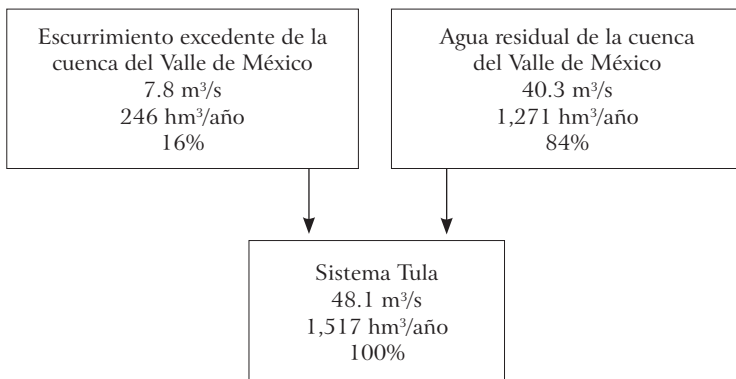 Escurrimiento excedente de la
cuenca del Valle de México
7.8 m³/s
246 hm³/año
16%
Agua residual de la cuenca
del Valle de México
40.3 m³/s
1,271 hm³/año
84%
Sistema Tula
48.1 m³/s
1,517 hm³/año
100%